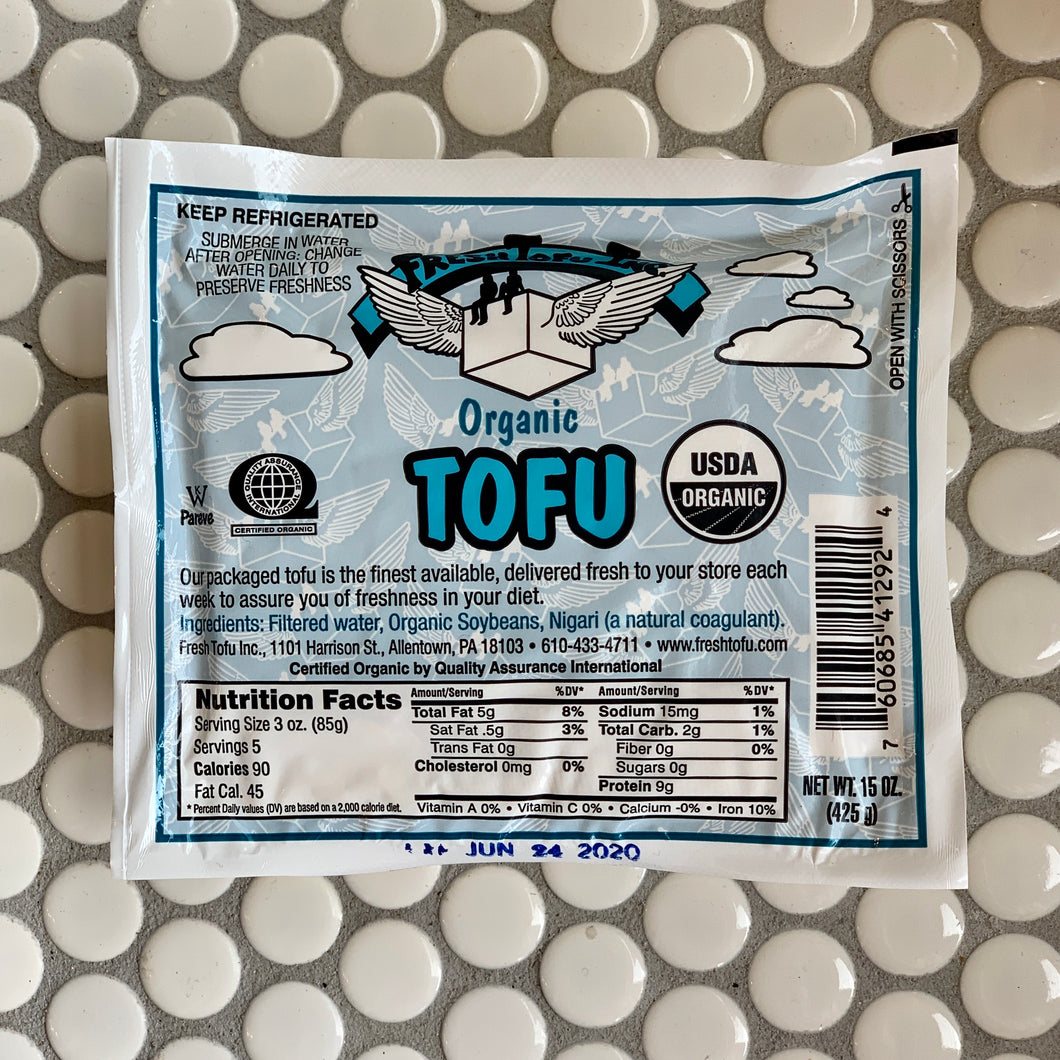 KEEP REFRIGERATED
SUBMERGE IN WATER
AFTER OPENING: CHANGE
WATER DAILY TO
PRESERVE FRESHNESS
FRESH TOFU INC.
OPEN WITH SCISSORS
Organic
TOFU
W
Pareve
QUALITY ASSURANCE
INTERNATIONAL
CERTIFIED ORGANIC
USDA
ORGANIC
Our packaged tofu is the finest available, delivered fresh to your store each
week to assure you of freshness in your diet.
Ingredients: Filtered water, Organic Soybeans, Nigari (a natural coagulant).
Fresh Tofu Inc., 1101 Harrison St., Allentown, PA 18103 • 610-433-4711 • www.freshtofu.com
Certified Organic by Quality Assurance International
Nutrition Facts
Serving Size 3 oz. (85g)
Servings 5
Calories 90
Fat Cal. 45
* Percent Daily values (DV) are based on a 2,000 calorie diet.
Amount/Serving %DV*
Total Fat 5g 8%
Sat Fat .5g 3%
Trans Fat 0g
Cholesterol 0mg 0%
Amount/Serving %DV*
Sodium 15mg 1%
Total Carb. 2g 1%
Fiber 0g 0%
Sugars 0g
Protein 9g
Vitamin A 0% • Vitamin C 0% • Calcium -0% • Iron 10%
7 60685 41292 4
NET WT. 15 OZ.
(425 g)
JUN 24 2020